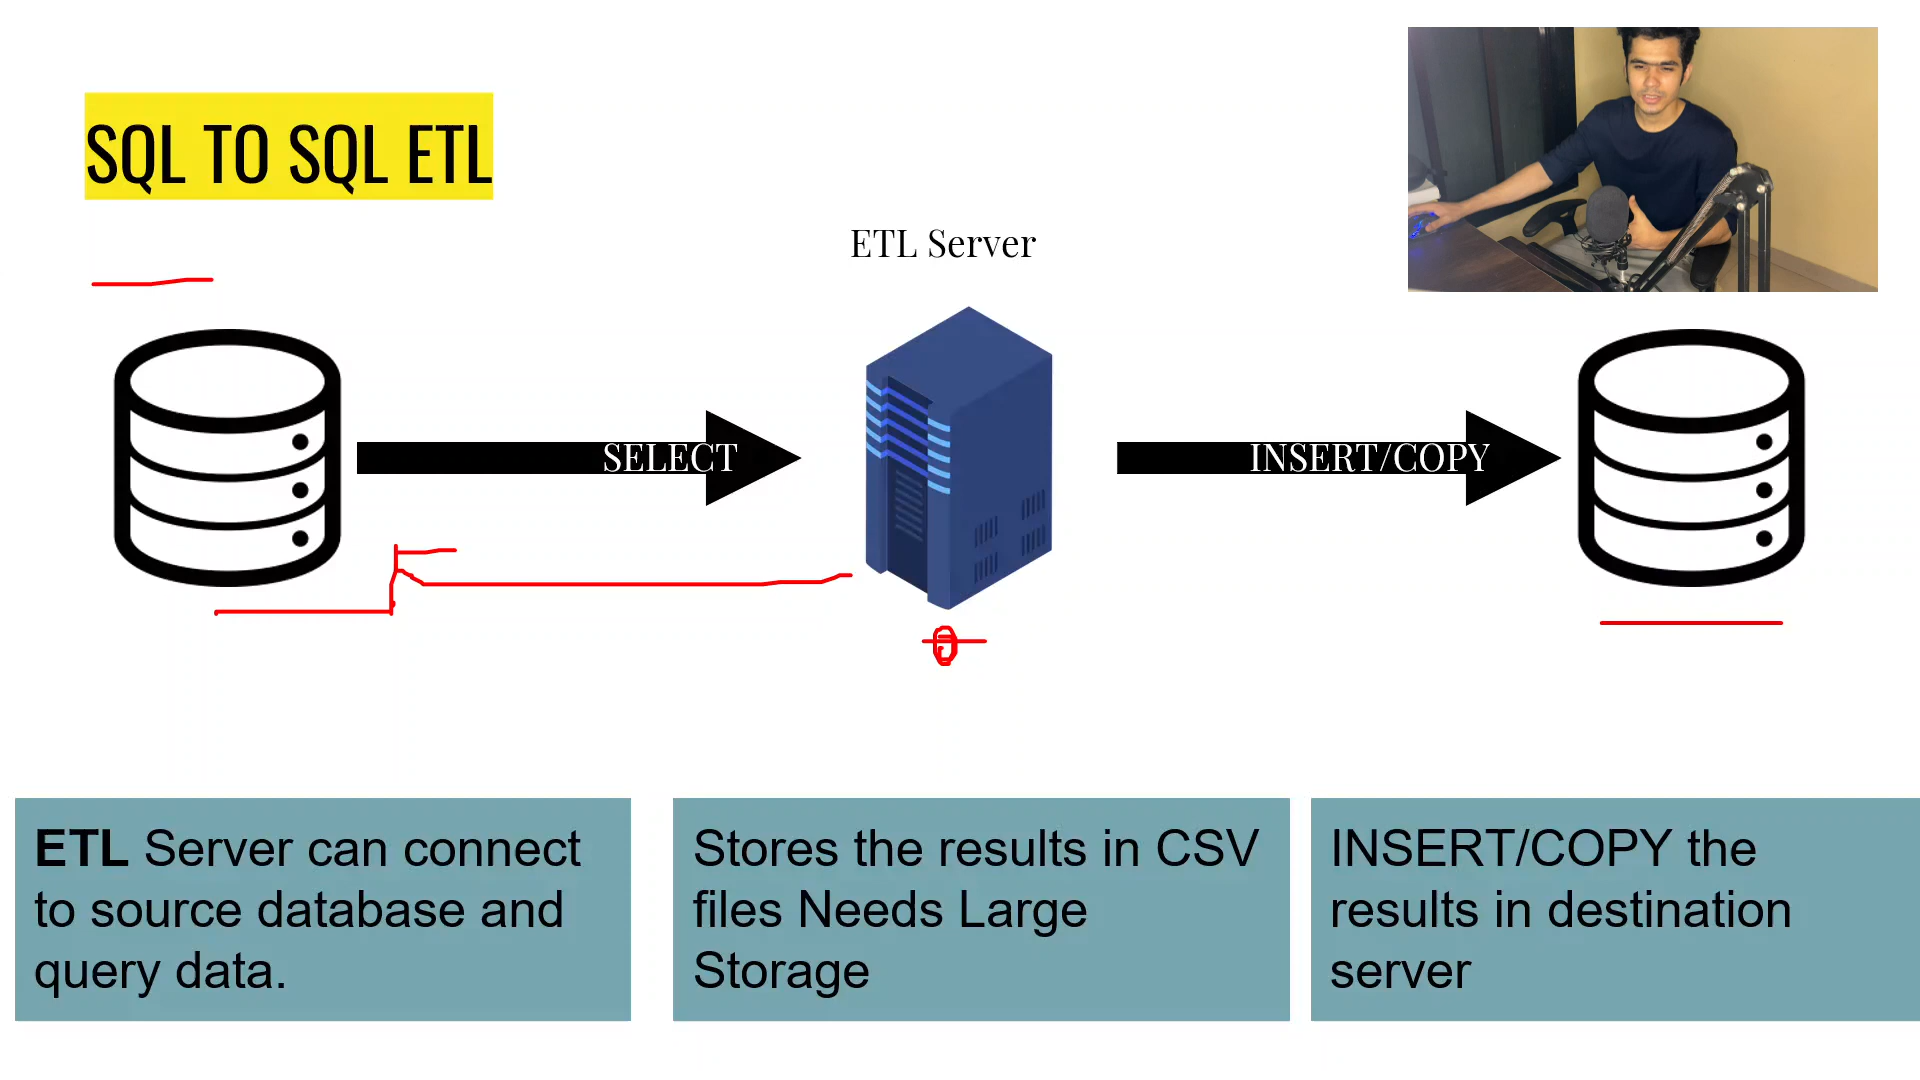 SQL TO SQL ETL
ETL Server
SELECT
INSERT/COPY
ETL Server can connect
to source database and
query data.
Stores the results in CSV
files Needs Large
Storage
INSERT/COPY the
results in destination
server